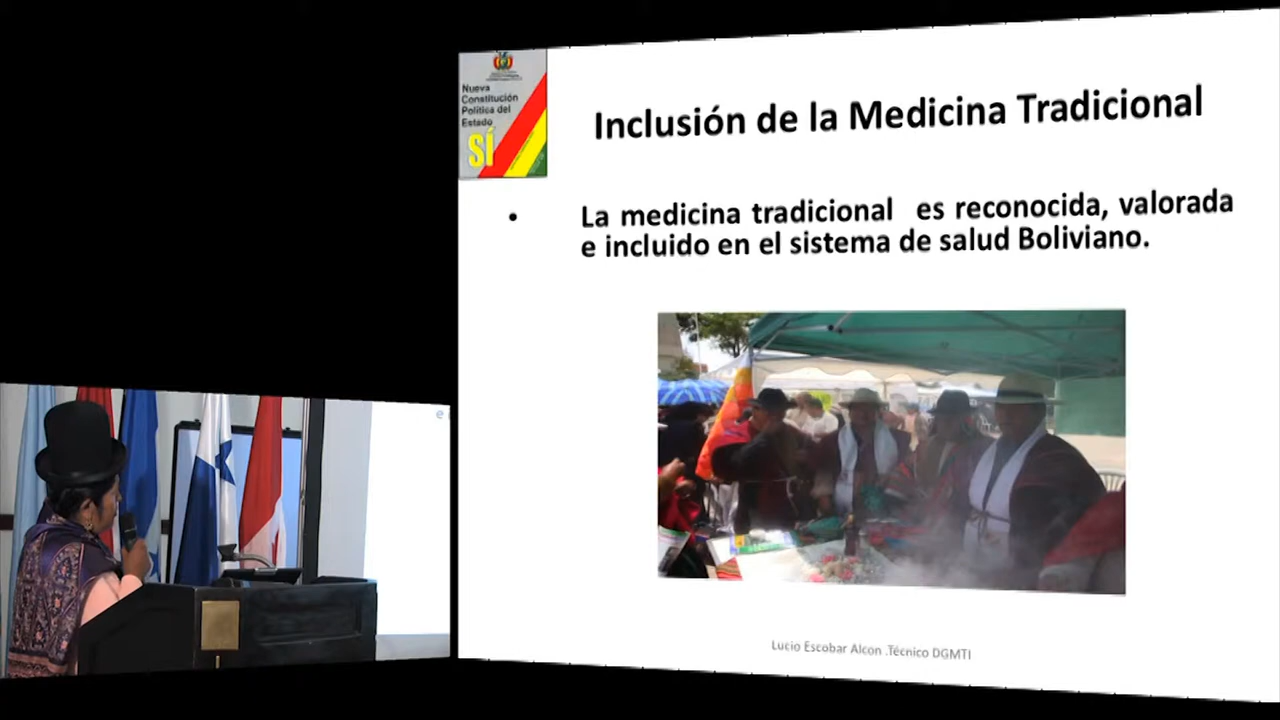 Nueva
Constitución
Política del
Estado
SÍ
Inclusión de la Medicina Tradicional
• La medicina tradicional es reconocida, valorada
e incluido en el sistema de salud Boliviano.
Lucio Escobar Alcon .Técnico DGMTI
e